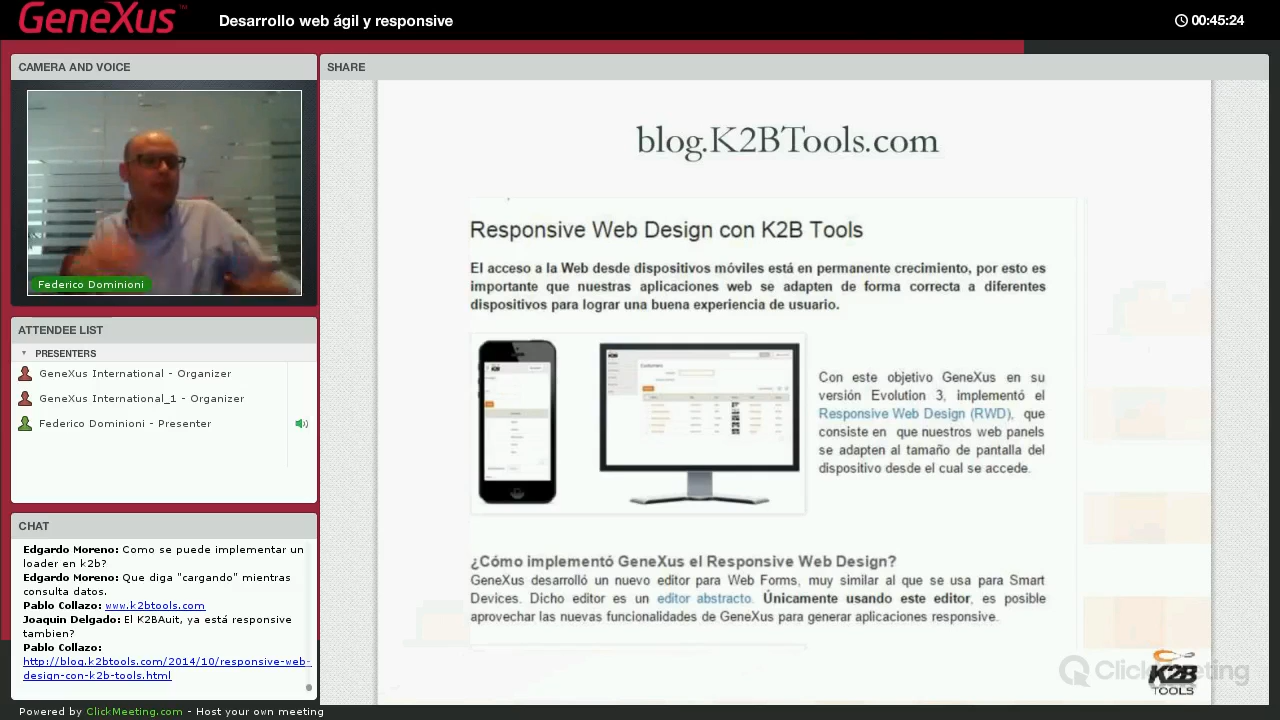 GeneXus™
Desarrollo web ágil y responsive
00:45:24
CAMERA AND VOICE
Federico Dominioni
ATTENDEE LIST
PRESENTERS
GeneXus International - Organizer
GeneXus International_1 - Organizer
Federico Dominioni - Presenter
CHAT
Edgardo Moreno: Como se puede implementar un
loader en k2b?
Edgardo Moreno: Que diga "cargando" mientras
consulta datos.
Pablo Collazo: www.k2btools.com
Joaquin Delgado: El K2BAuit, ya está responsive
tambien?
Pablo Collazo:
http://blog.k2btools.com/2014/10/responsive-web-
design-con-k2b-tools.html
Powered by ClickMeeting.com - Host your own meeting
SHARE
blog.K2BTools.com
Responsive Web Design con K2B Tools
El acceso a la Web desde dispositivos móviles está en permanente crecimiento, por esto es
importante que nuestras aplicaciones web se adapten de forma correcta a diferentes
dispositivos para lograr una buena experiencia de usuario.
Customers
Con este objetivo GeneXus en su
versión Evolution 3, implementó el
Responsive Web Design (RWD), que
consiste en que nuestros web panels
se adapten al tamaño de pantalla del
dispositivo desde el cual se accede.
¿Cómo implementó GeneXus el Responsive Web Design?
GeneXus desarrolló un nuevo editor para Web Forms, muy similar al que se usa para Smart
Devices. Dicho editor es un editor abstracto. Únicamente usando este editor, es posible
aprovechar las nuevas funcionalidades de GeneXus para generar aplicaciones responsive.
ClickMeeting
K2B
TOOLS